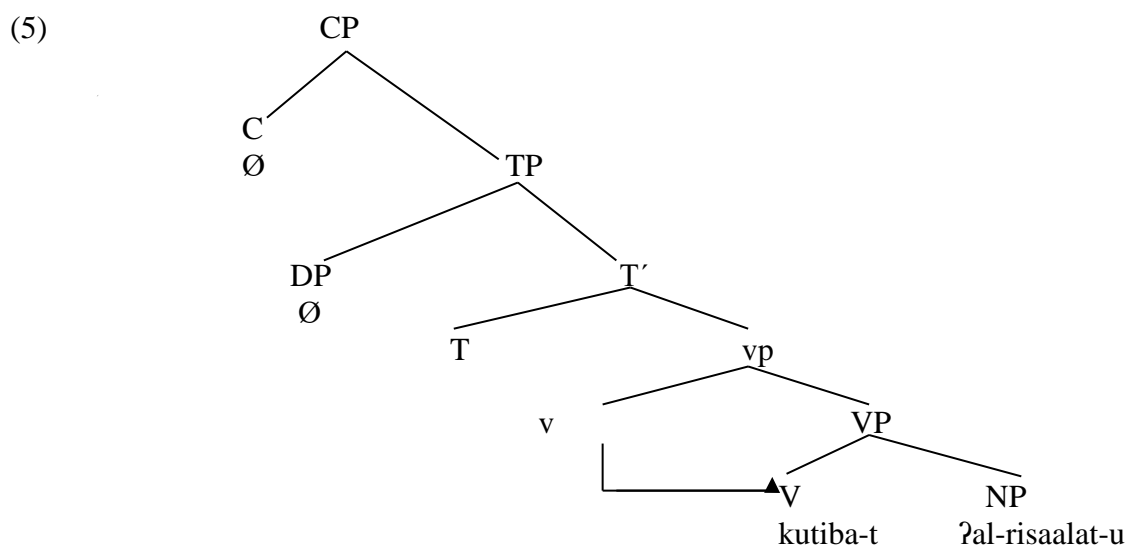 (5) CP
C
Ø TP
DP T´
Ø
T vp
v VP
V NP
kutiba-t ʔal-risaalat-u